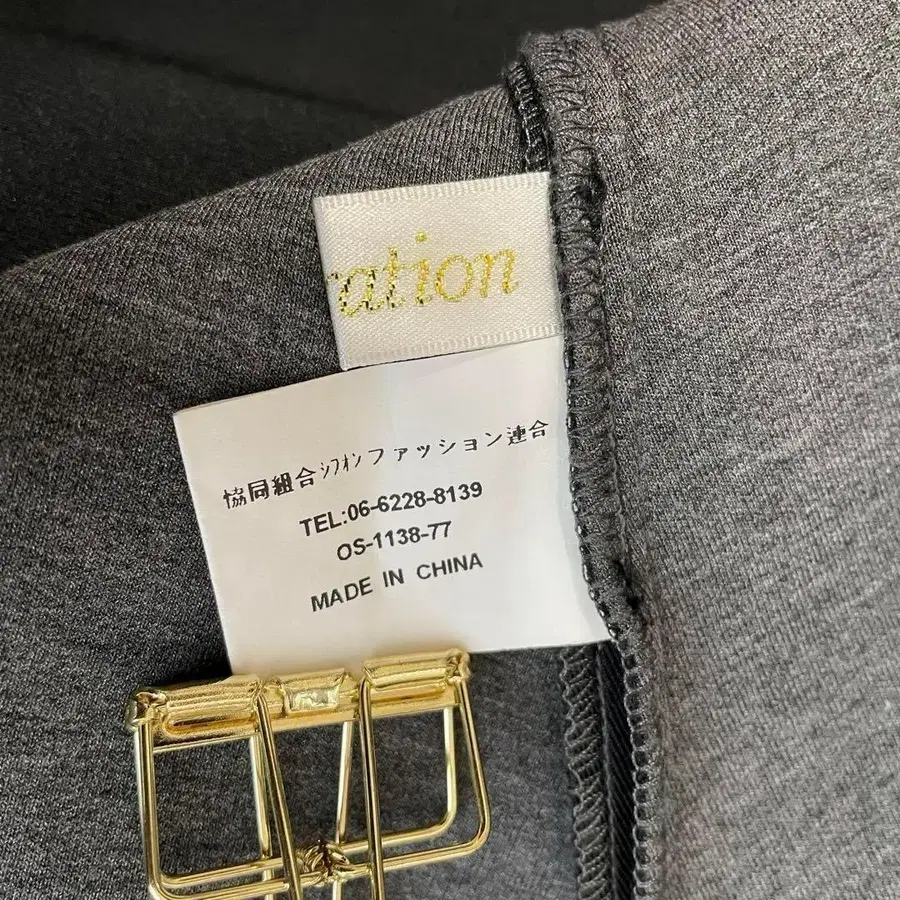 ration
協同組合ｼﾌｵﾝファッション連合
TEL:06-6228-8139
OS-1138-77
MADE IN CHINA